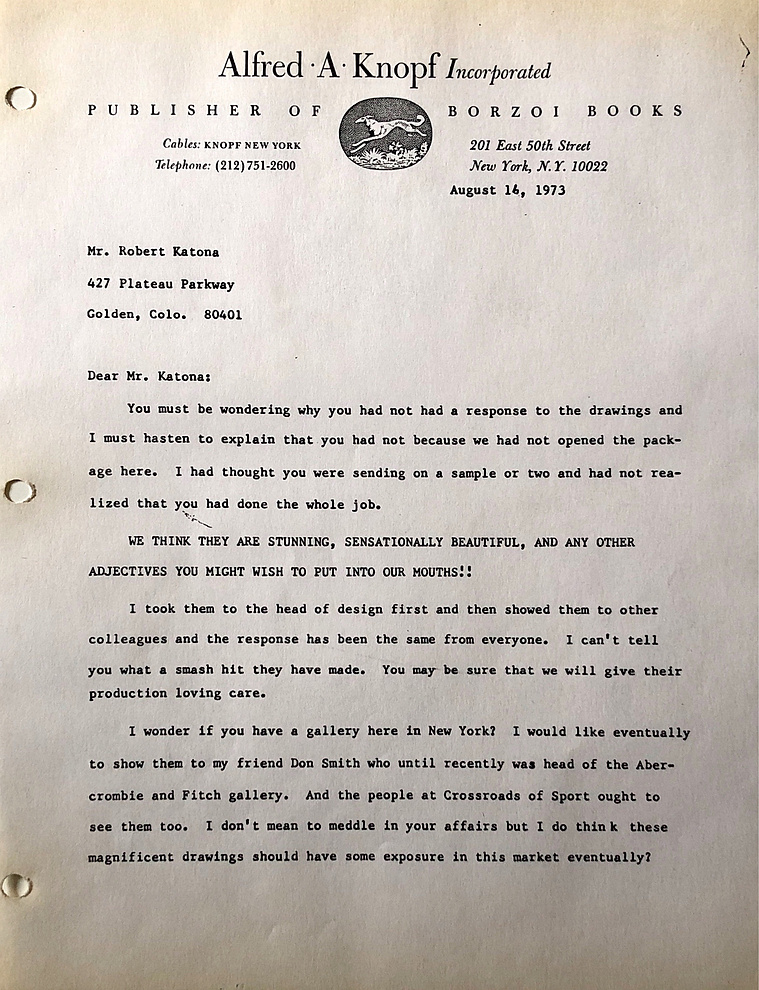 Alfred · A · Knopf Incorporated
PUBLISHER OF BORZOI BOOKS
Cables: KNOPF NEW YORK
Telephone: (212) 751-2600
201 East 50th Street
New York, N.Y. 10022
August 16, 1973
Mr. Robert Katona
427 Plateau Parkway
Golden, Colo. 80401
Dear Mr. Katona:
You must be wondering why you had not had a response to the drawings and
I must hasten to explain that you had not because we had not opened the pack-
age here. I had thought you were sending on a sample or two and had not rea-
lized that you had done the whole job.
WE THINK THEY ARE STUNNING, SENSATIONALLY BEAUTIFUL, AND ANY OTHER
ADJECTIVES YOU MIGHT WISH TO PUT INTO OUR MOUTHS!!
I took them to the head of design first and then showed them to other
colleagues and the response has been the same from everyone. I can't tell
you what a smash hit they have made. You may be sure that we will give their
production loving care.
I wonder if you have a gallery here in New York? I would like eventually
to show them to my friend Don Smith who until recently was head of the Aber-
crombie and Fitch gallery. And the people at Crossroads of Sport ought to
see them too. I don't mean to meddle in your affairs but I do think these
magnificent drawings should have some exposure in this market eventually?